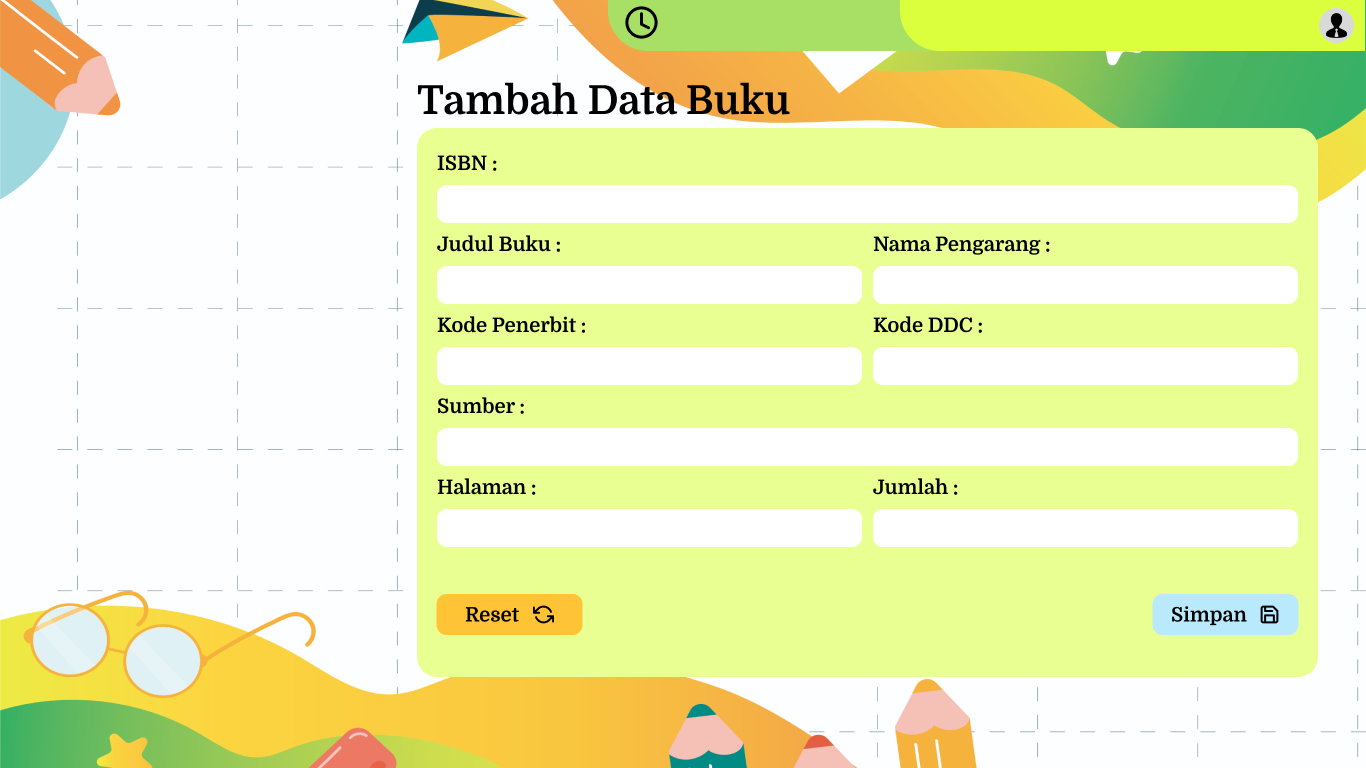 Tambah Data Buku
ISBN :
Judul Buku :
Nama Pengarang :
Kode Penerbit :
Kode DDC :
Sumber :
Halaman :
Jumlah :
Reset
Simpan